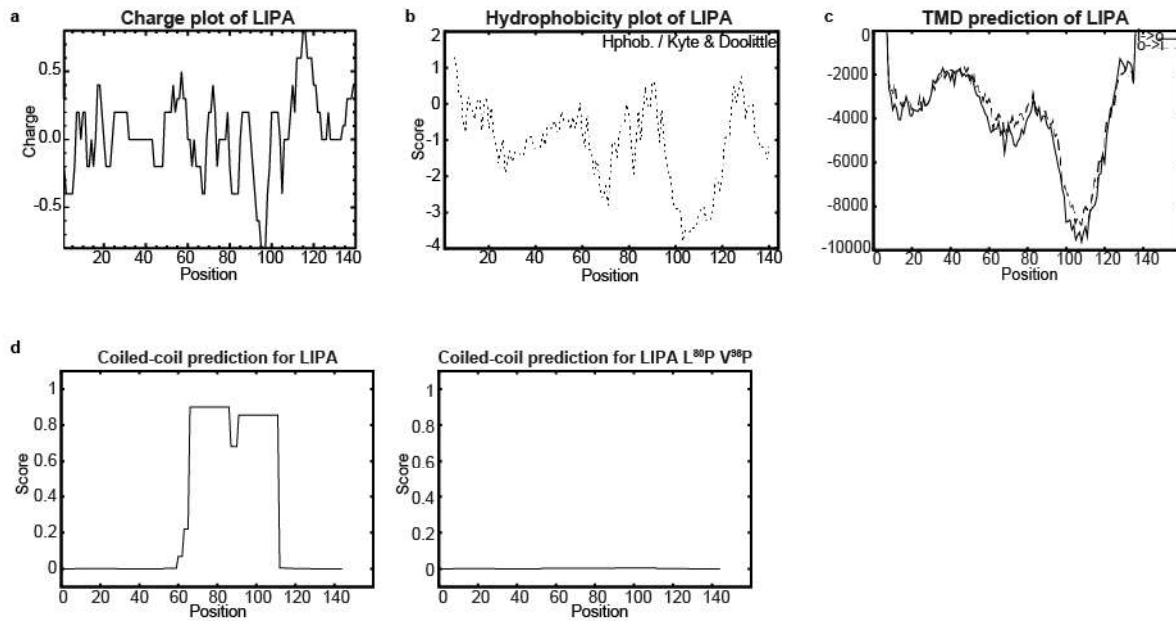 a
Charge plot of LIPA
0.5
0.0
-0.5
Charge
20 40 60 80 100 120 140
Position
b
Hydrophobicity plot of LIPA
Hphob. / Kyte & Doolittle
2
1
0
-1
-2
-3
-4
Score
20 40 60 80 100 120 140
Position
c
TMD prediction of LIPA
i->o
o->i
0
-2000
-4000
-6000
-8000
-10000
0 20 40 60 80 100 120 140
Position
d
Coiled-coil prediction for LIPA
1
0.8
0.6
0.4
0.2
0
Score
0 20 40 60 80 100 120 140
Position
Coiled-coil prediction for LIPA L⁸⁰P V⁹⁸P
1
0.8
0.6
0.4
0.2
0
Score
0 20 40 60 80 100 120 140
Position